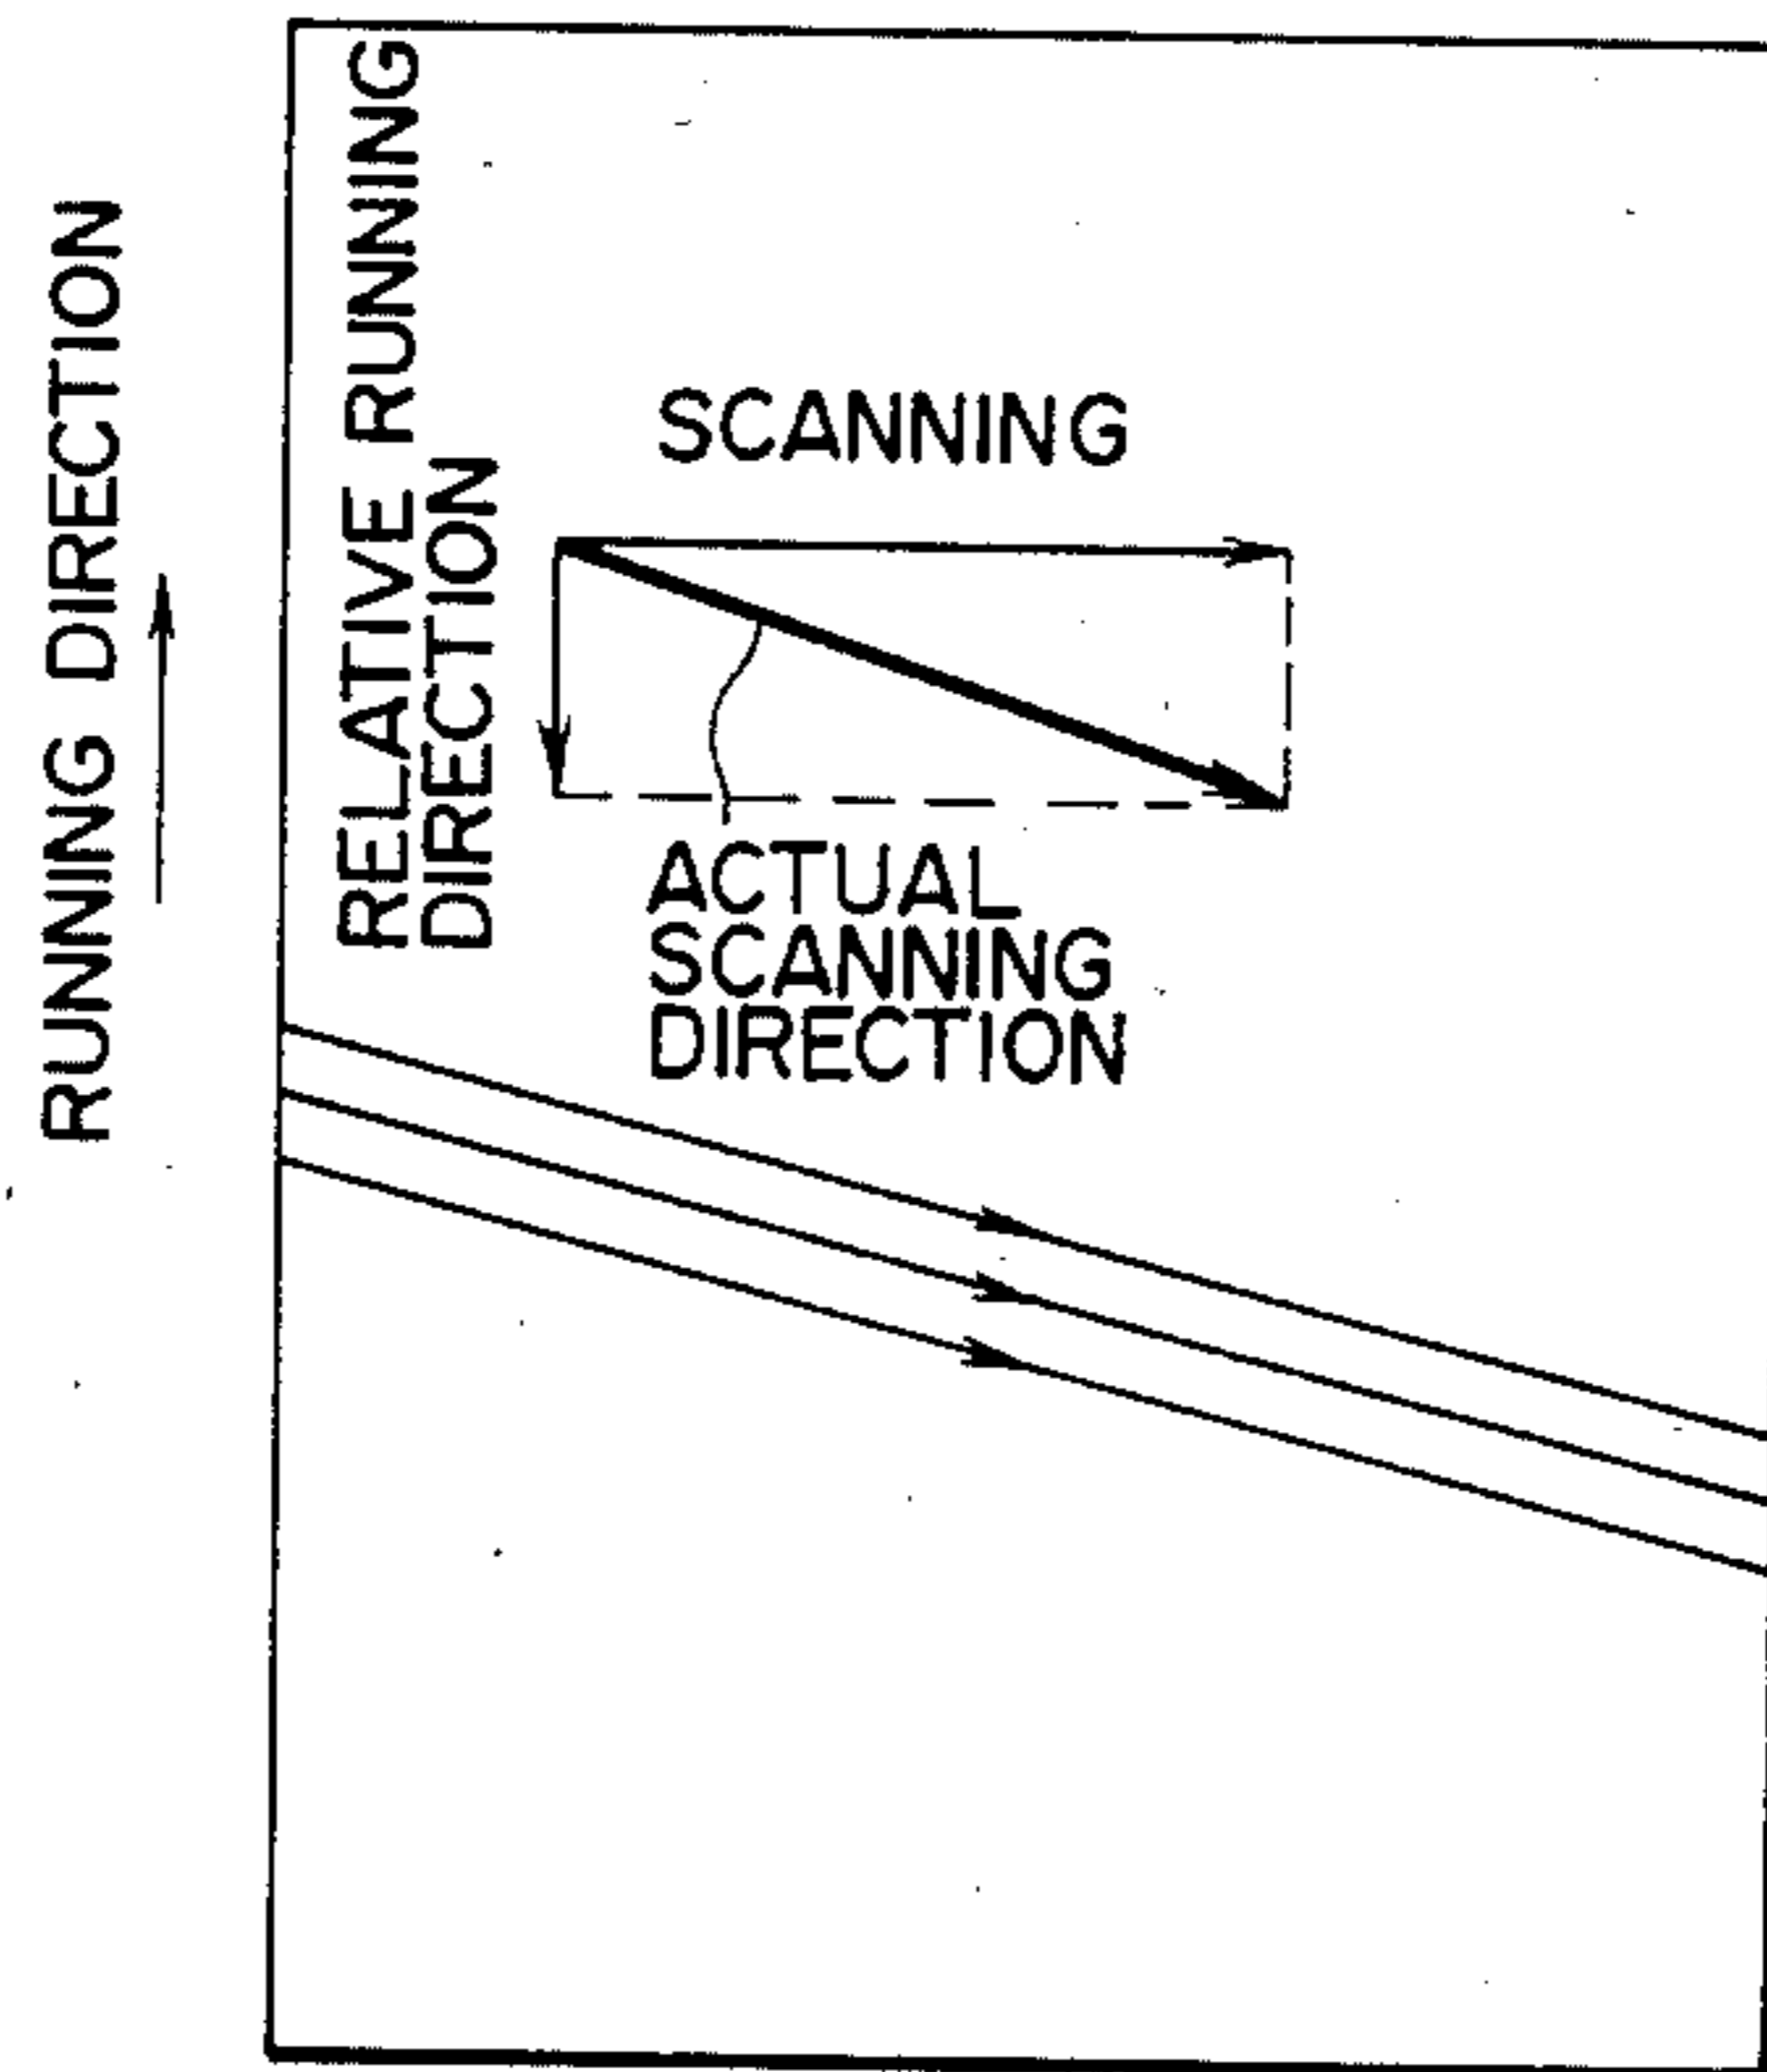 RUNNING DIRECTION
RELATIVE RUNNING
DIRECTION
SCANNING
ACTUAL
SCANNING
DIRECTION